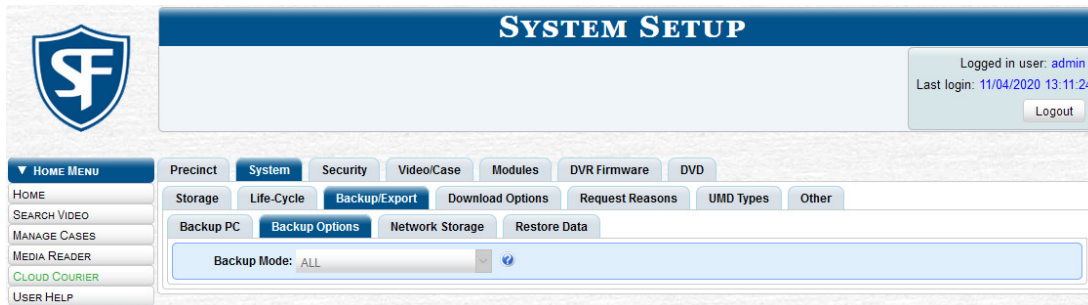 SYSTEM SETUP
SF
Logged in user: admin
Last login: 11/04/2020 13:11:24
Logout
▼ HOME MENU
HOME
SEARCH VIDEO
MANAGE CASES
MEDIA READER
CLOUD COURIER
USER HELP
Precinct System Security Video/Case Modules DVR Firmware DVD
Storage Life-Cycle Backup/Export Download Options Request Reasons UMD Types Other
Backup PC Backup Options Network Storage Restore Data
Backup Mode: ALL ?